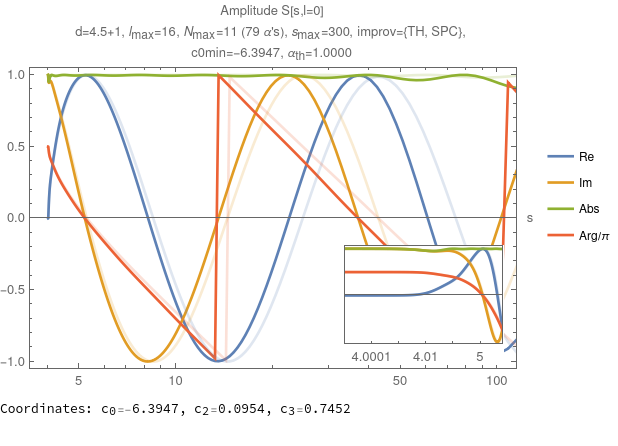 Amplitude S[s,l=0]
d=4.5+1, lmax=16, Nmax=11 (79 α's), smax=300, improv={TH, SPC},
c0min=−6.3947, αth=1.0000
1.0
0.5
0.0
−0.5
−1.0
5
10
50
100
s
4.0001
4.01
5
Re
Im
Abs
Arg/π
Coordinates: c0=-6.3947, c2=0.0954, c3=0.7452